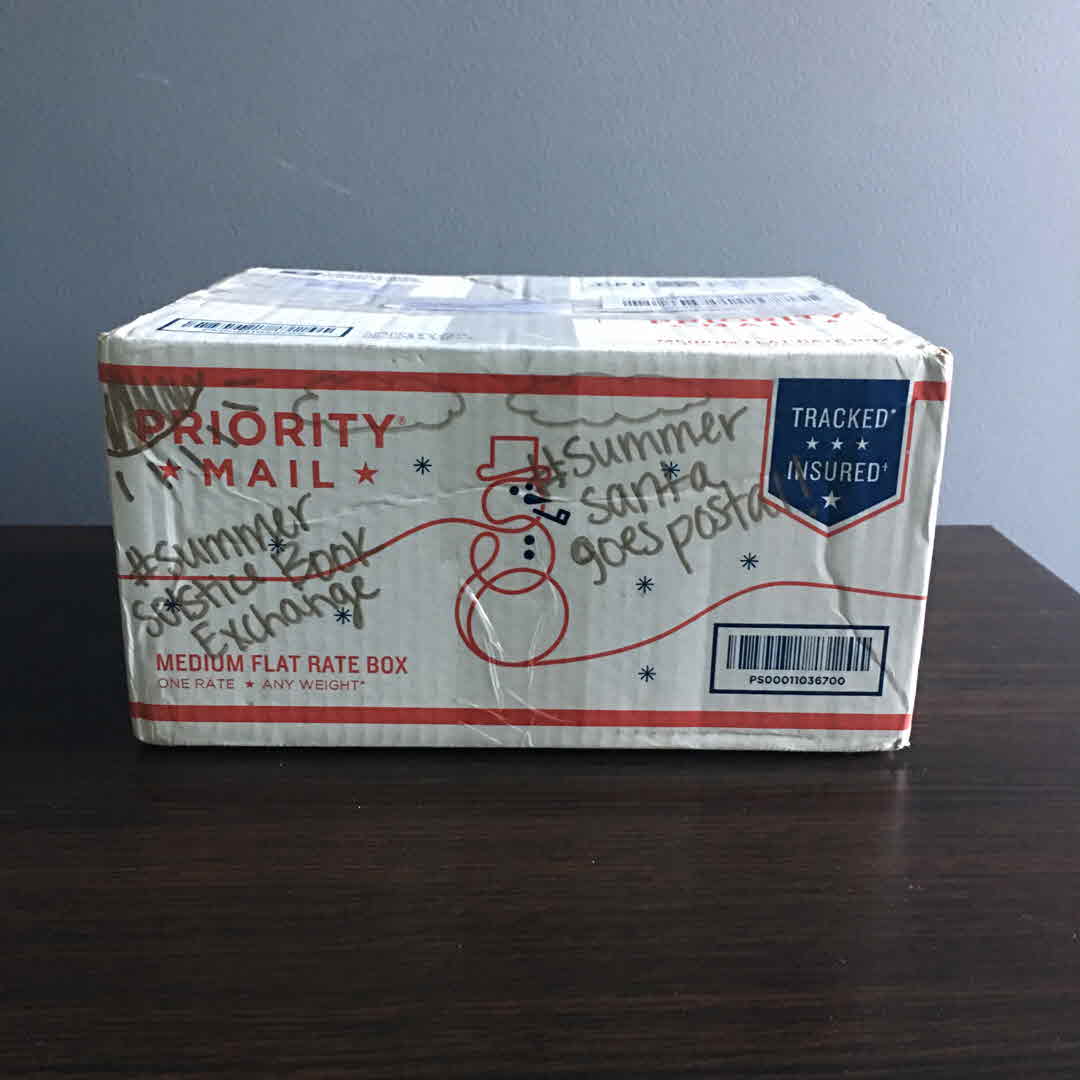 PRIORITY
PRIORITY®
★ MAIL ★
TRACKED*
★ ★ ★
INSURED†
★
#Summer
Solstice Book
Exchange
#Summer
santa
goes postal!!
MEDIUM FLAT RATE BOX
ONE RATE ★ ANY WEIGHT*
PS00011036700